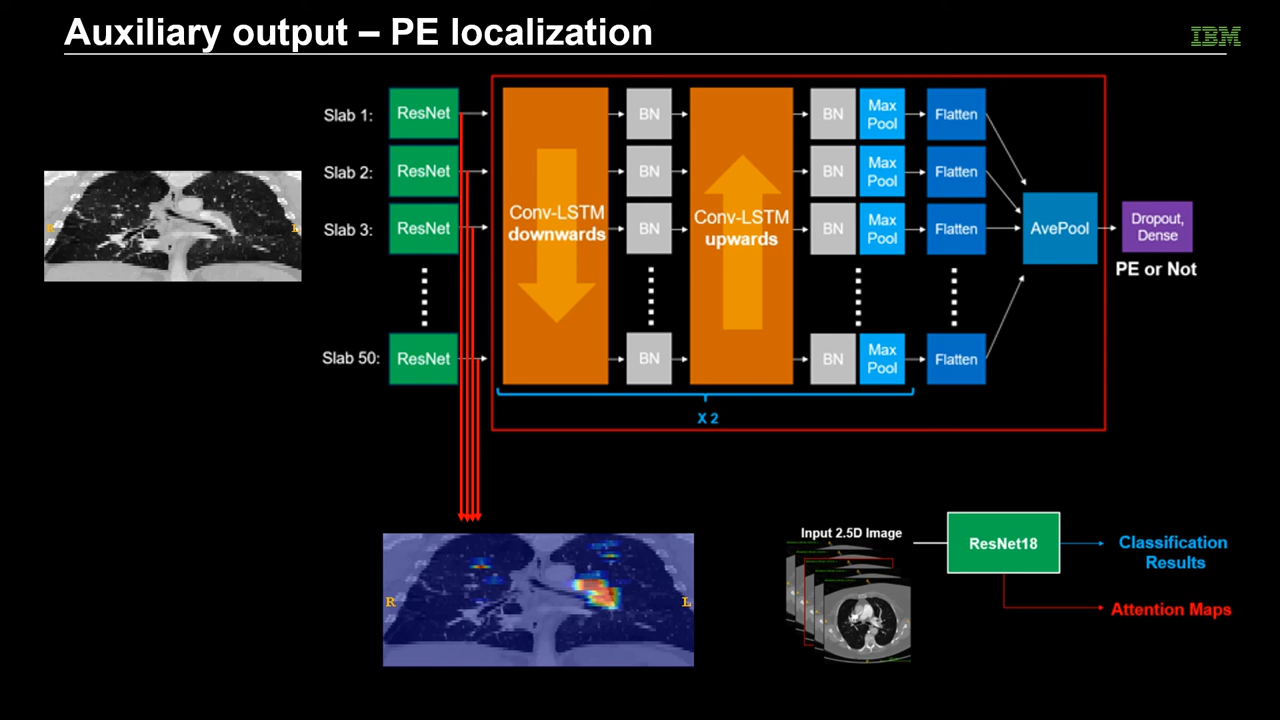 Auxiliary output – PE localization
IBM
Slab 1:
ResNet
Slab 2:
ResNet
Slab 3:
ResNet
Slab 50:
ResNet
Conv-LSTM
downwards
BN
BN
BN
BN
Conv-LSTM
upwards
BN
Max
Pool
BN
Max
Pool
BN
Max
Pool
BN
Max
Pool
Flatten
Flatten
Flatten
Flatten
AvePool
Dropout,
Dense
PE or Not
X 2
R
L
R
L
Input 2.5D Image
ResNet18
Classification
Results
Attention Maps